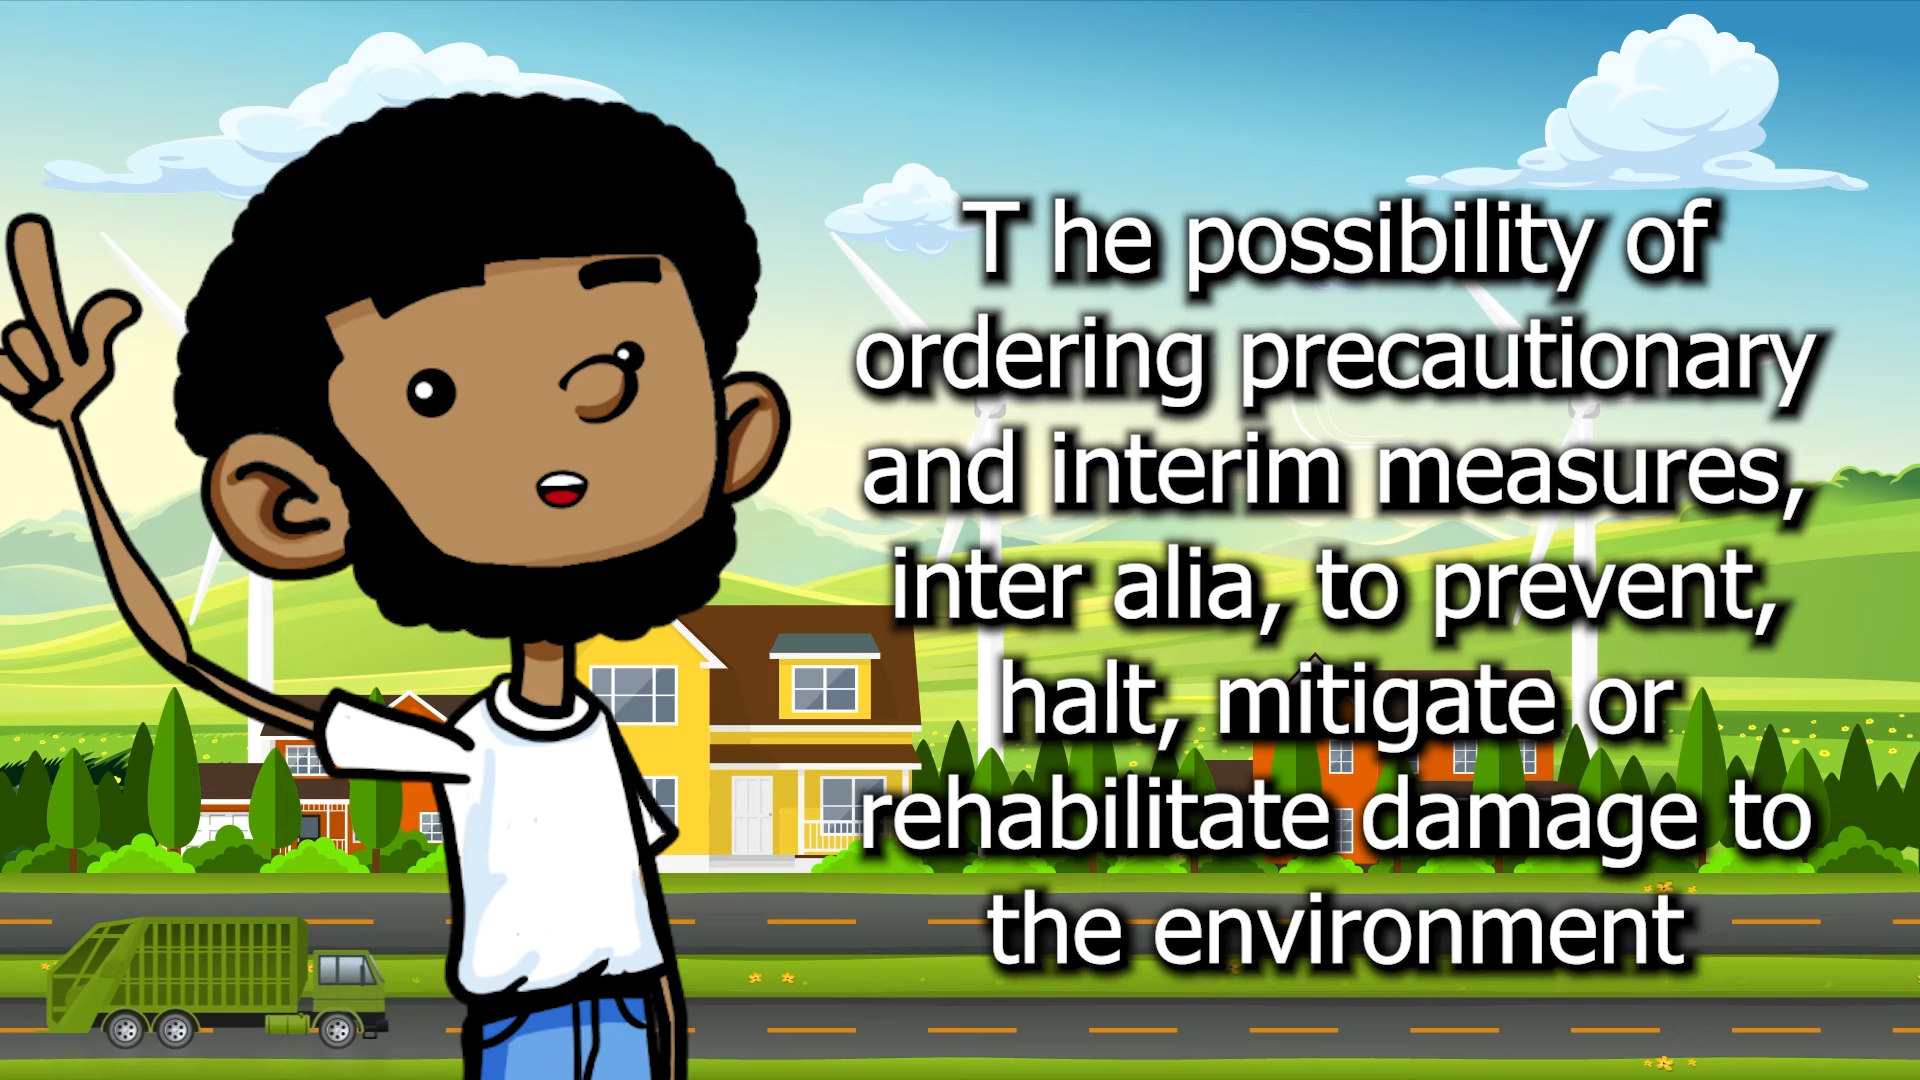 T he possibility of
ordering precautionary
and interim measures,
inter alia, to prevent,
halt, mitigate or
rehabilitate damage to
the environment